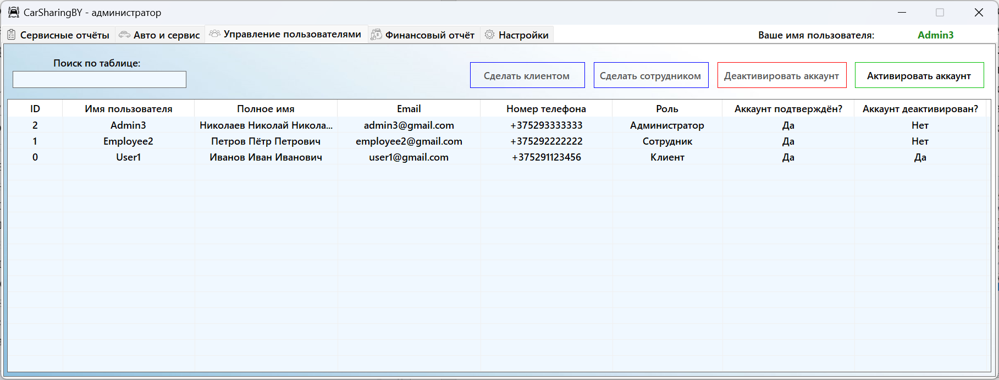 CarSharingBY - администратор
Сервисные отчёты Авто и сервис Управление пользователями Финансовый отчёт Настройки Ваше имя пользователя: Admin3
Поиск по таблице:
Сделать клиентом Сделать сотрудником Деактивировать аккаунт Активировать аккаунт
ID Имя пользователя Полное имя Email Номер телефона Роль Аккаунт подтверждён? Аккаунт деактивирован?
2 Admin3 Николаев Николай Никола... admin3@gmail.com +375293333333 Администратор Да Нет
1 Employee2 Петров Пётр Петрович employee2@gmail.com +375292222222 Сотрудник Да Нет
0 User1 Иванов Иван Иванович user1@gmail.com +375291123456 Клиент Да Да